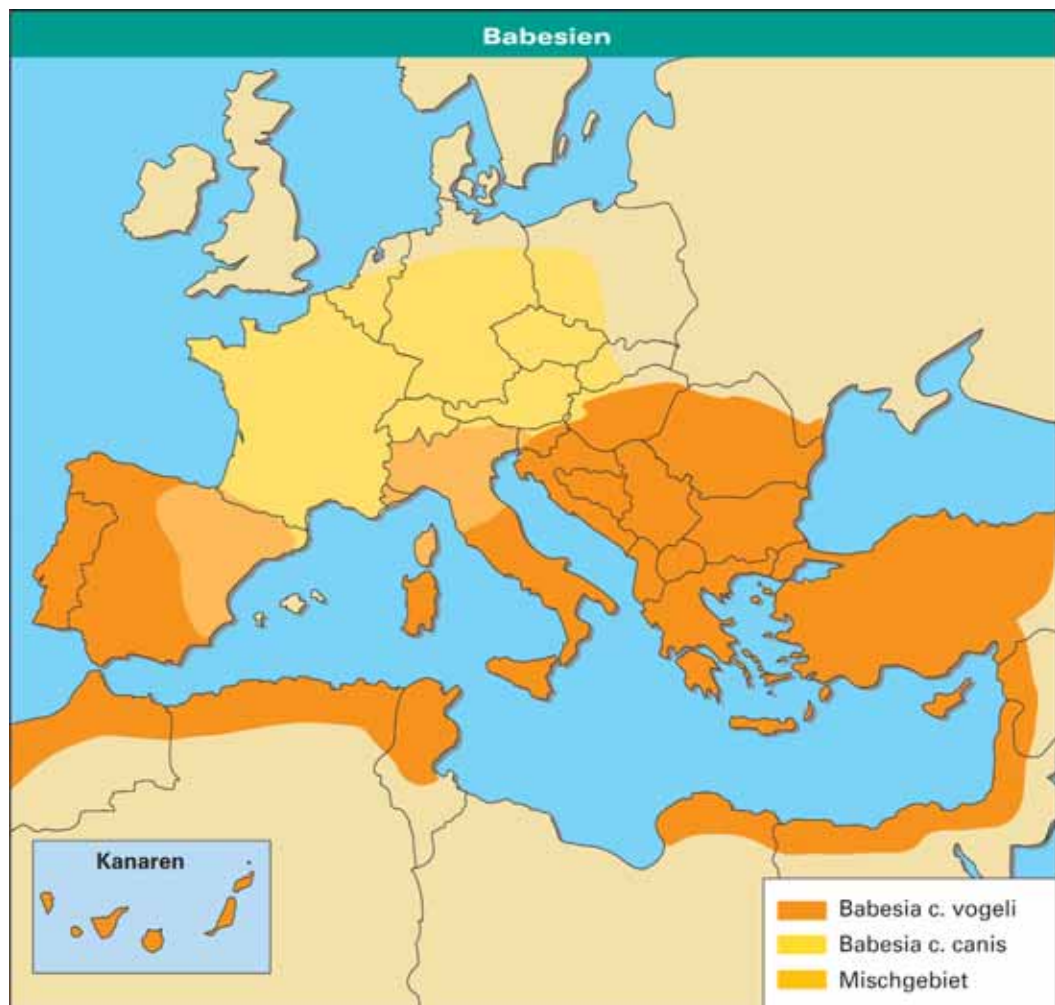 Babesien
Kanaren
Babesia c. vogeli
Babesia c. canis
Mischgebiet